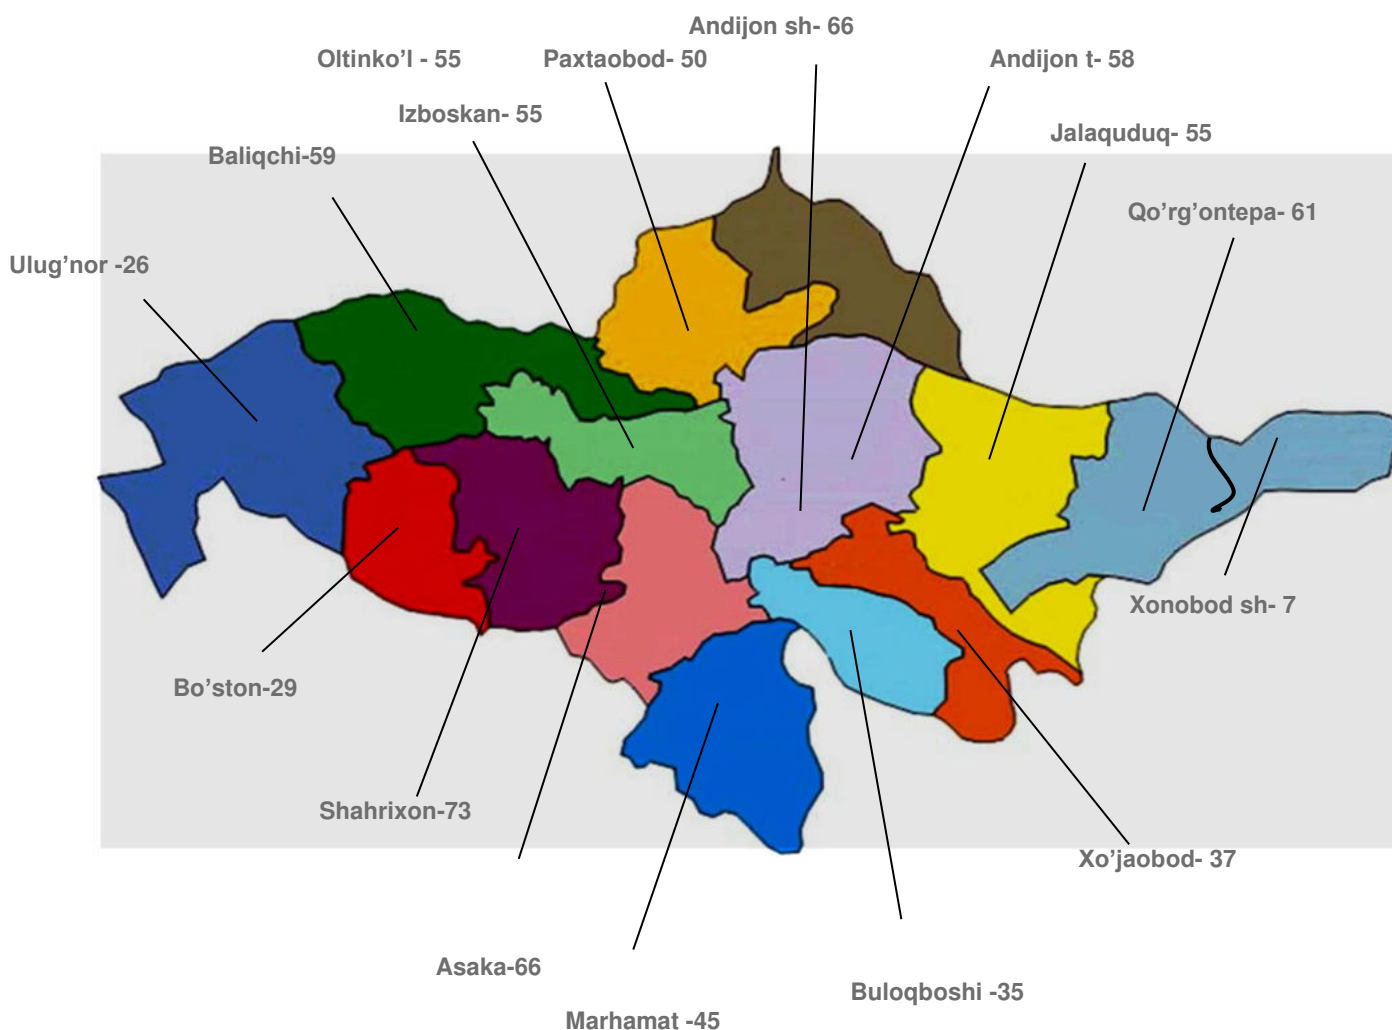 Andijon sh- 66
Oltinko’l - 55
Paxtaobod- 50
Andijon t- 58
Izboskan- 55
Jalaquduq- 55
Baliqchi-59
Qo’rg’ontepa- 61
Ulug’nor -26
Xonobod sh- 7
Bo’ston-29
Shahrixon-73
Xo’jaobod- 37
Asaka-66
Buloqboshi -35
Marhamat -45